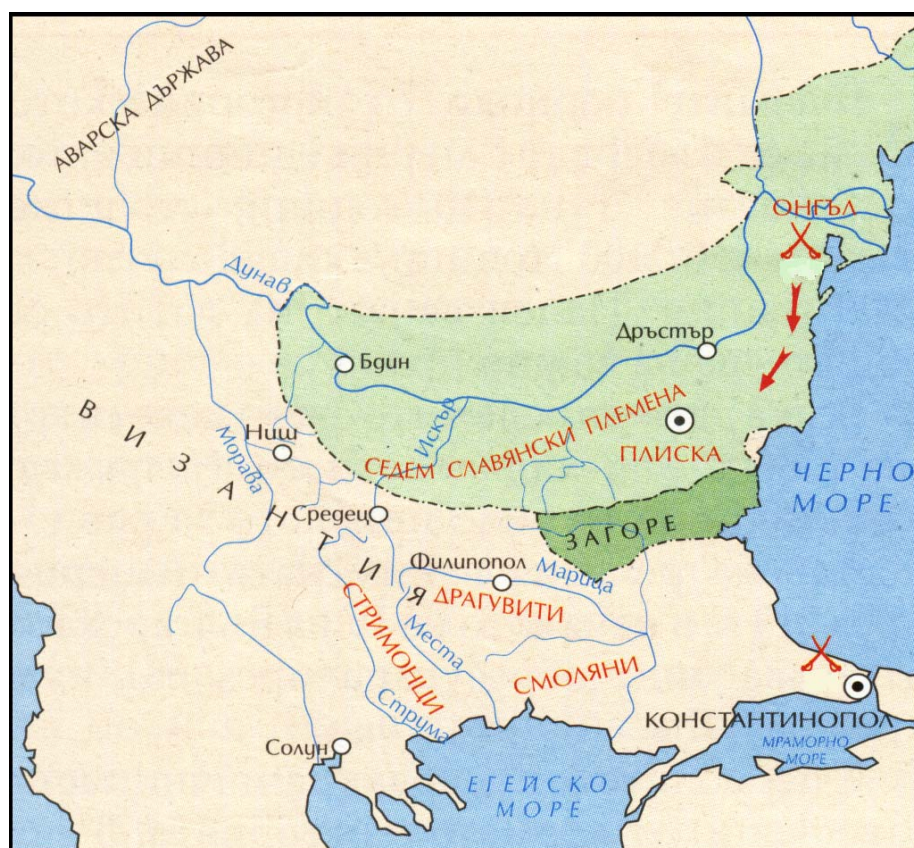 АВАРСКА ДЪРЖАВА
ОНГЪЛ
Дунав
Дръстър
Бдин
Искър
СЕДЕМ СЛАВЯНСКИ ПЛЕМЕНА
ПЛИСКА
ВИЗАНТИЯ
Ниш
Морава
ЧЕРНО
МОРЕ
Средец
ЗАГОРЕ
Филипопол
Марица
ДРАГУВИТИ
СТРИМОНЦИ
Места
СМОЛЯНИ
Струма
КОНСТАНТИНОПОЛ
МРАМОРНО
МОРЕ
Солун
ЕГЕЙСКО
МОРЕ